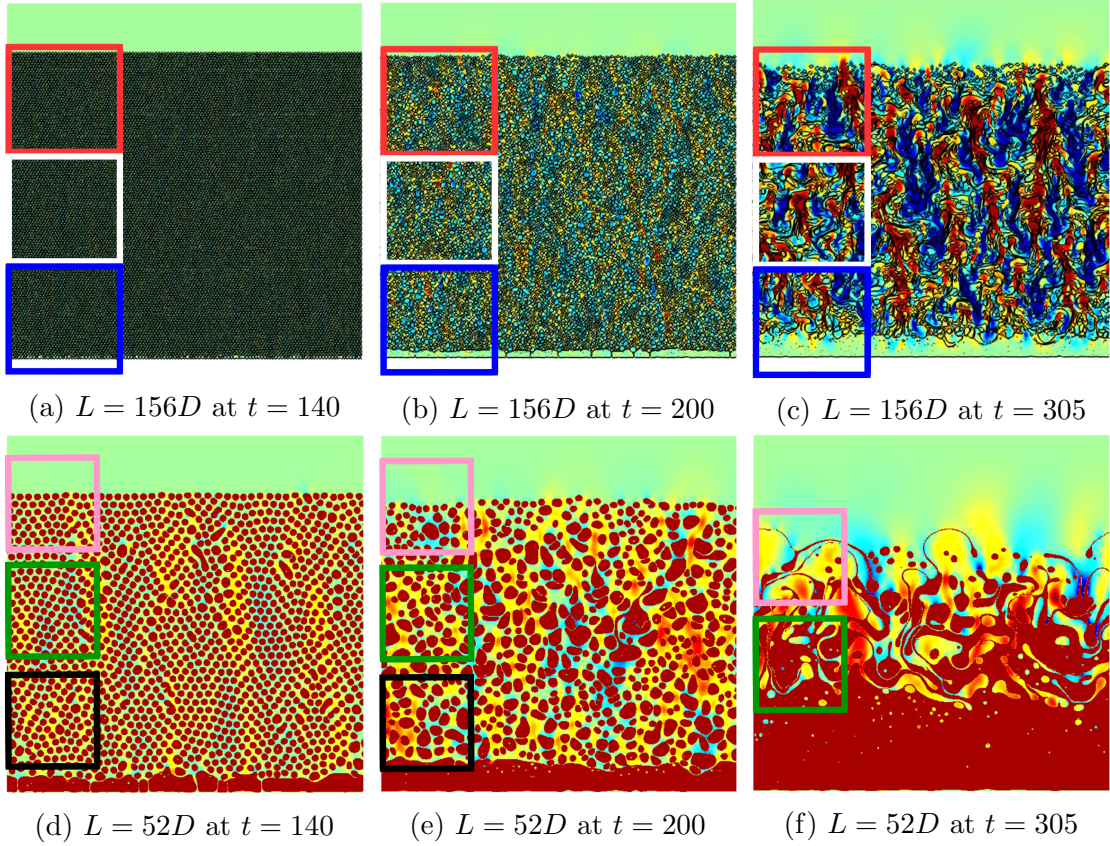 (a) L = 156D at t = 140
(b) L = 156D at t = 200
(c) L = 156D at t = 305
(d) L = 52D at t = 140
(e) L = 52D at t = 200
(f) L = 52D at t = 305